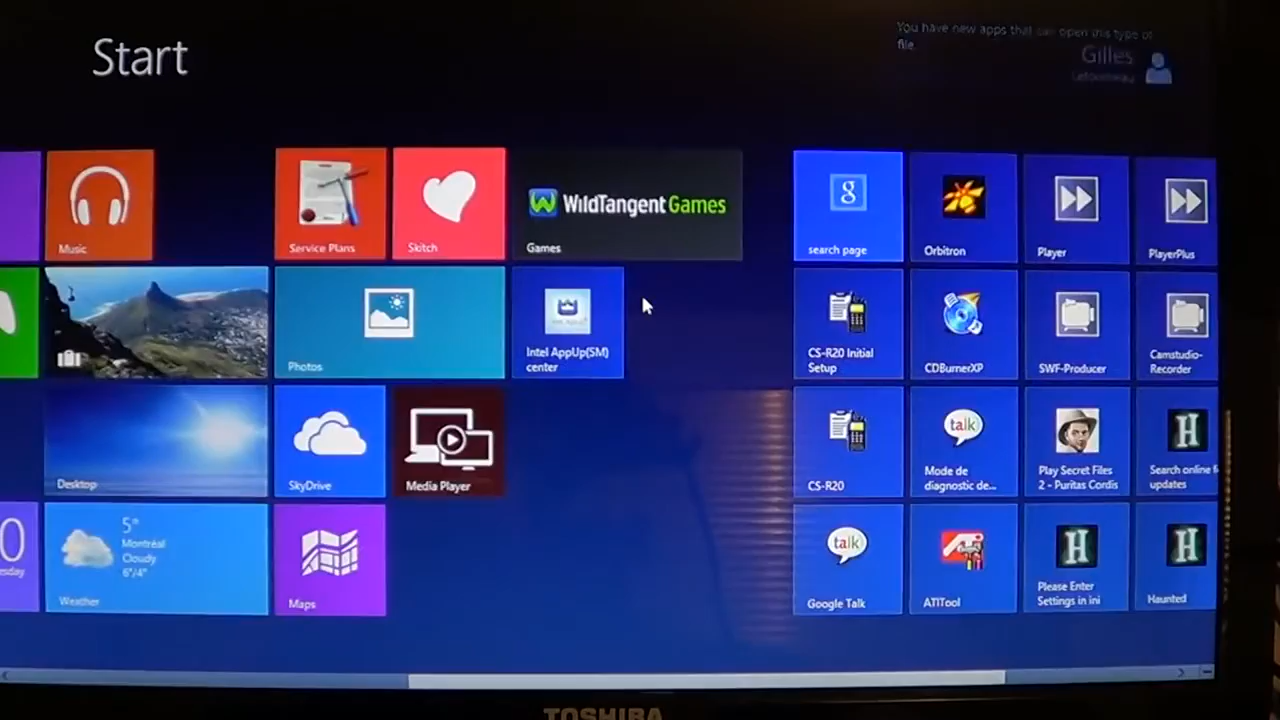 Start
You have new apps that can open this type of
file
Gilles
Letourneau
Music
Service Plans
Skitch
WildTangent Games
Games
search page
Orbitron
Player
PlayerPlus
Photos
Intel AppUp(SM)
center
CS-R20 Initial
Setup
CDBurnerXP
SWF-Producer
Camstudio-
Recorder
Desktop
SkyDrive
Media Player
CS-R20
talk
Mode de
diagnostic de...
Play Secret Files
2 - Puritas Cordis
H
Search online f
updates
0
sday
5°
Montréal
Cloudy
6°/4°
Weather
Maps
talk
Google Talk
ATITool
H
Please Enter
Settings in ini
H
Haunted
TOSHIBA